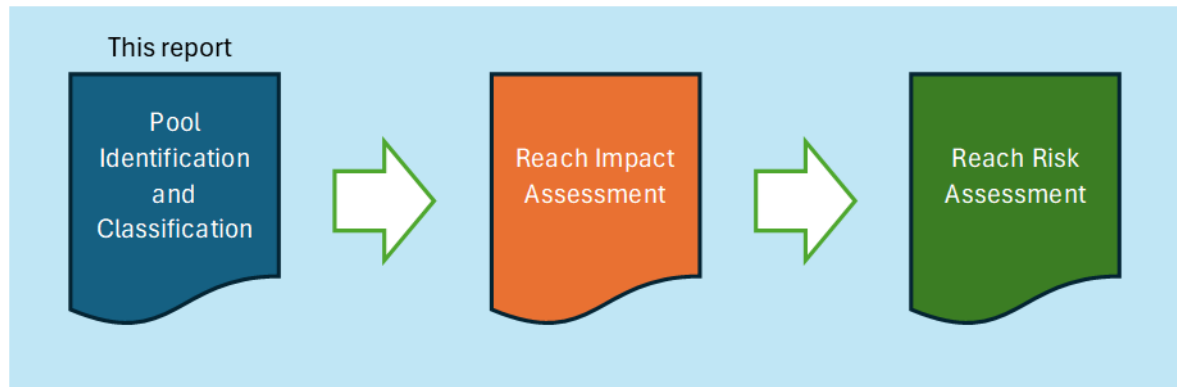 This report
Pool
Identification
and
Classification
Reach Impact
Assessment
Reach Risk
Assessment